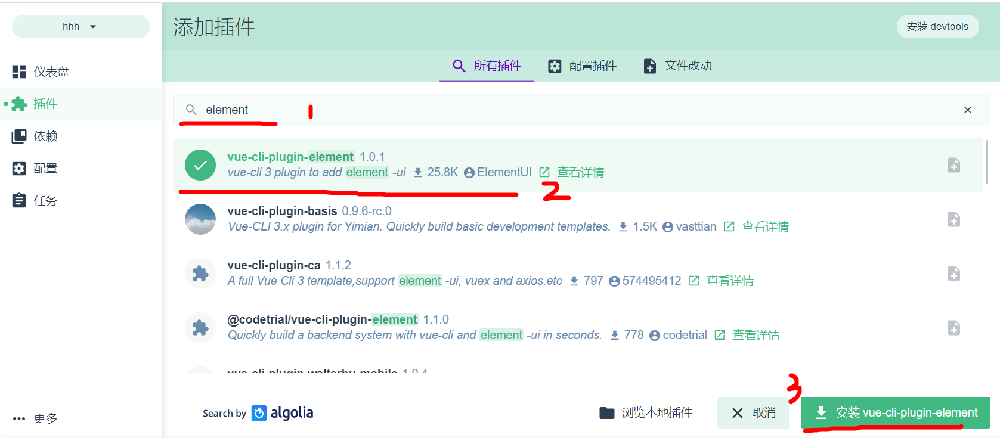 hhh
添加插件
安装 devtools
仪表盘
插件
依赖
配置
任务
更多
所有插件
配置插件
文件改动
element
1
vue-cli-plugin-element 1.0.1
vue-cli 3 plugin to add element -ui 25.8K ElementUI 查看详情
2
vue-cli-plugin-basis 0.9.6-rc.0
Vue-CLI 3.x plugin for Yimian. Quickly build basic development templates. 1.5K vasttian 查看详情
vue-cli-plugin-ca 1.1.2
A full Vue Cli 3 template,support element -ui, vuex and axios.etc 797 574495412 查看详情
@codetrial/vue-cli-plugin-element 1.1.0
Quickly build a backend system with vue-cli and element -ui in seconds. 778 codetrial 查看详情
vue-cli-plugin-walterhu-mobile 1.0.4
Search by algolia
浏览本地插件
取消
3
安装 vue-cli-plugin-element